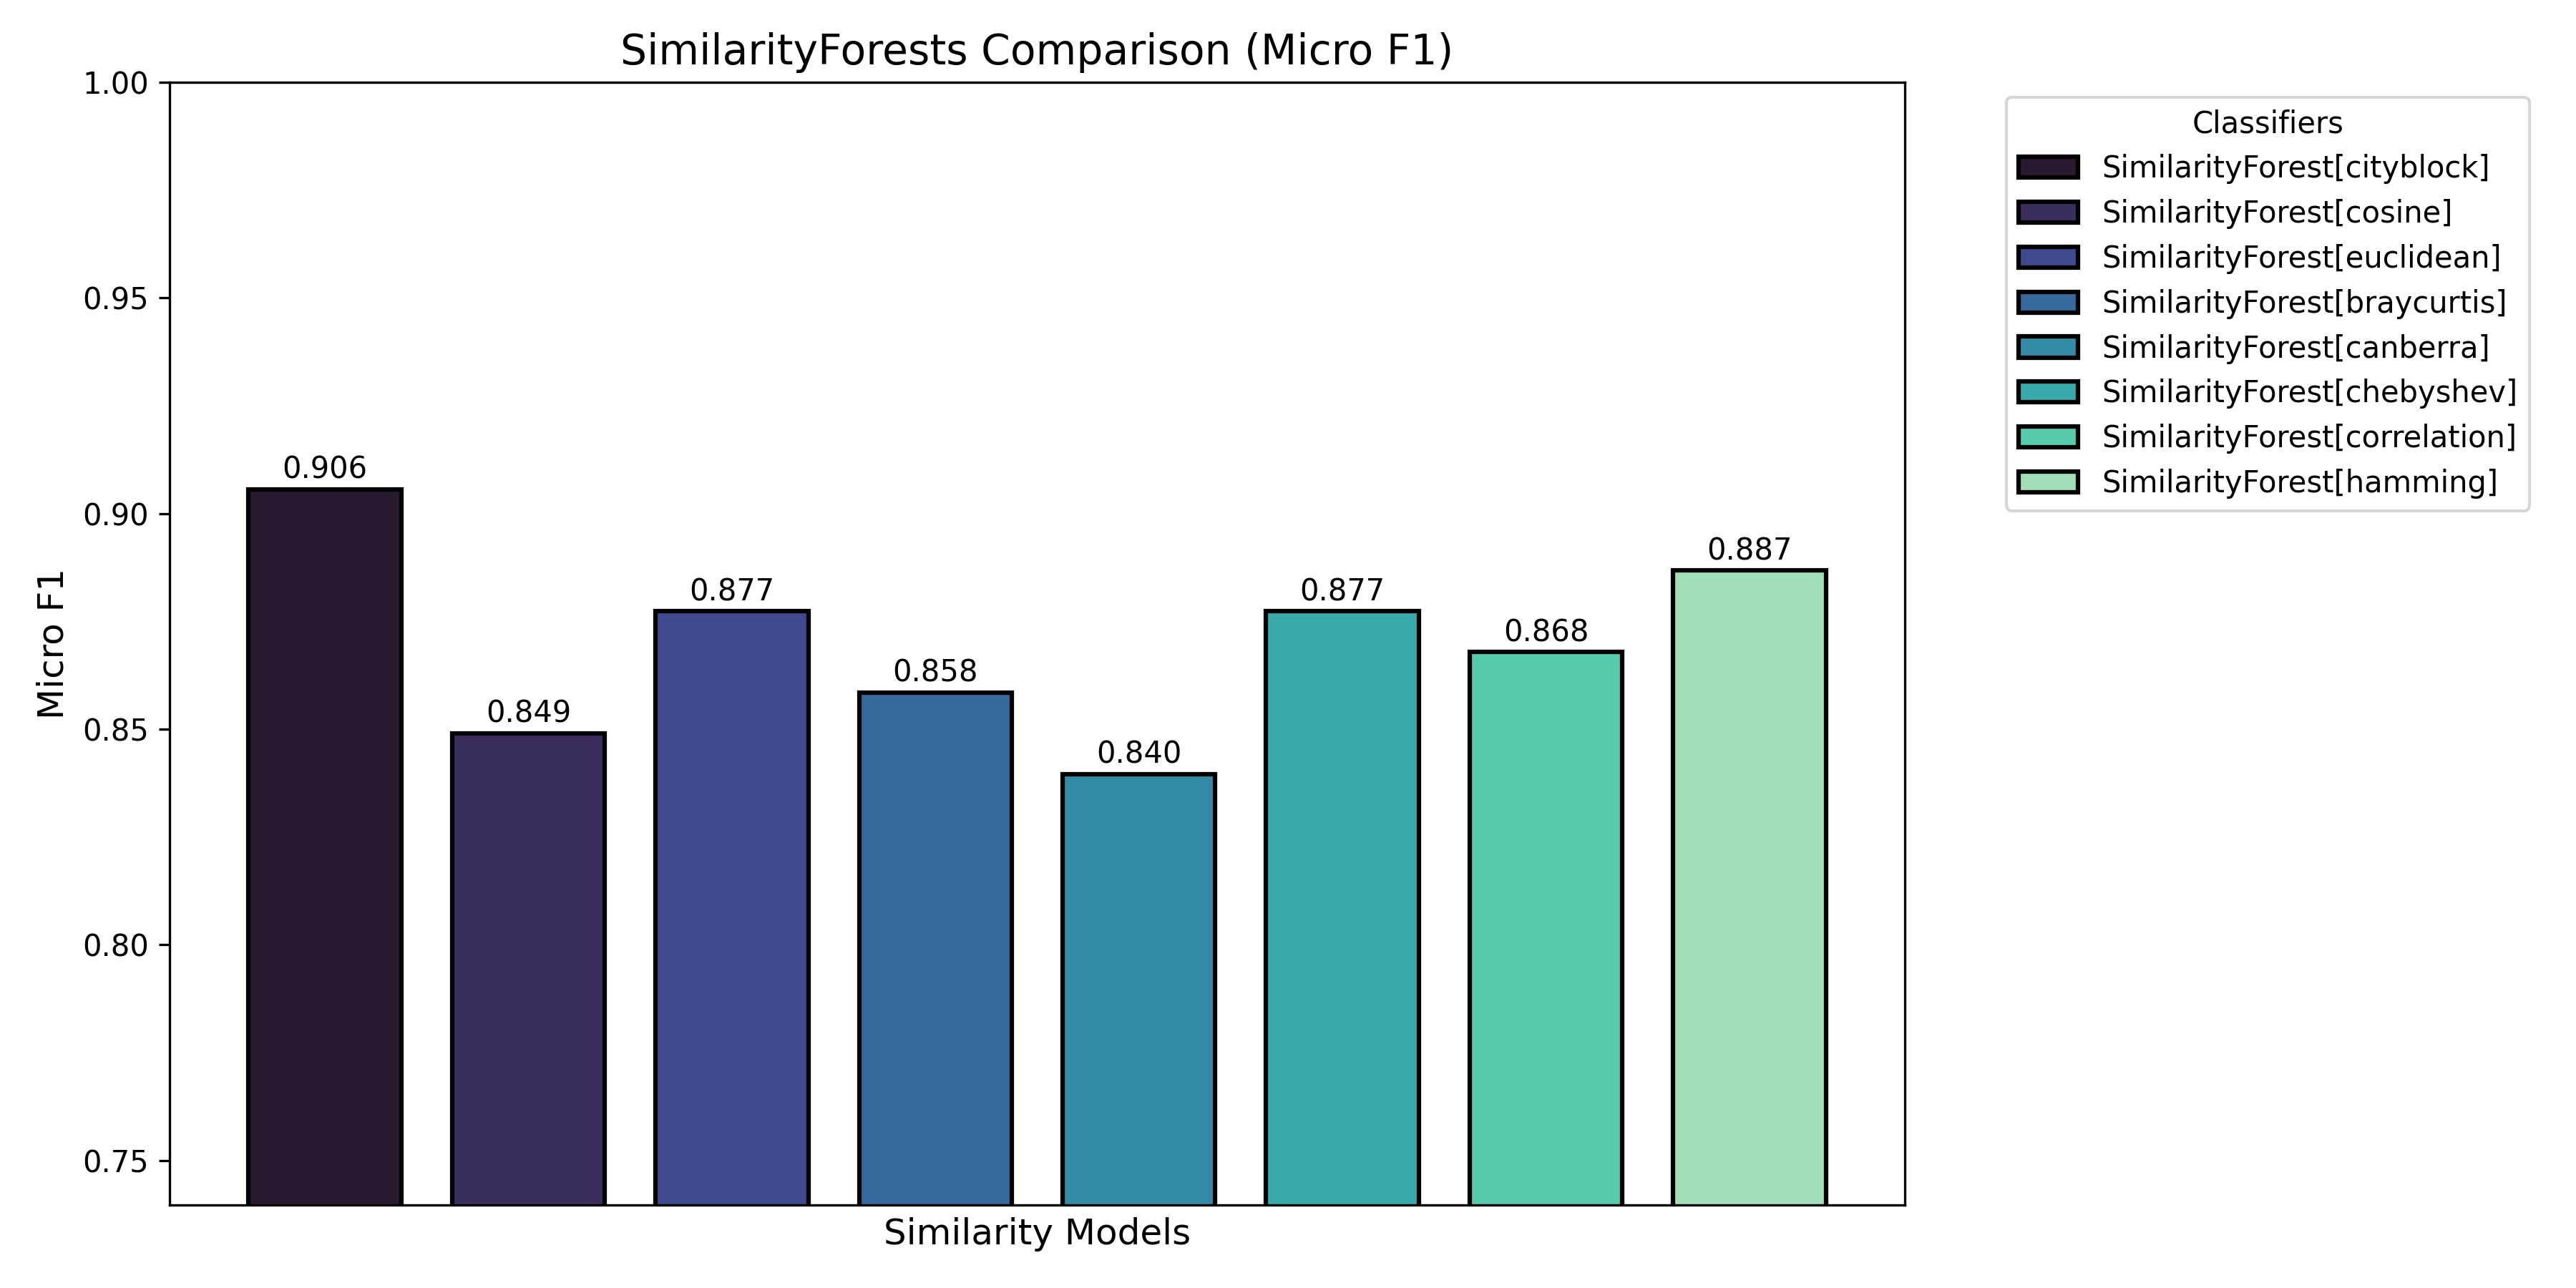 SimilarityForests Comparison (Micro F1)
1.00
0.95
0.90
0.85
0.80
0.75
Micro F1
0.906
0.849
0.877
0.858
0.840
0.877
0.868
0.887
Similarity Models
Classifiers
SimilarityForest[cityblock]
SimilarityForest[cosine]
SimilarityForest[euclidean]
SimilarityForest[braycurtis]
SimilarityForest[canberra]
SimilarityForest[chebyshev]
SimilarityForest[correlation]
SimilarityForest[hamming]